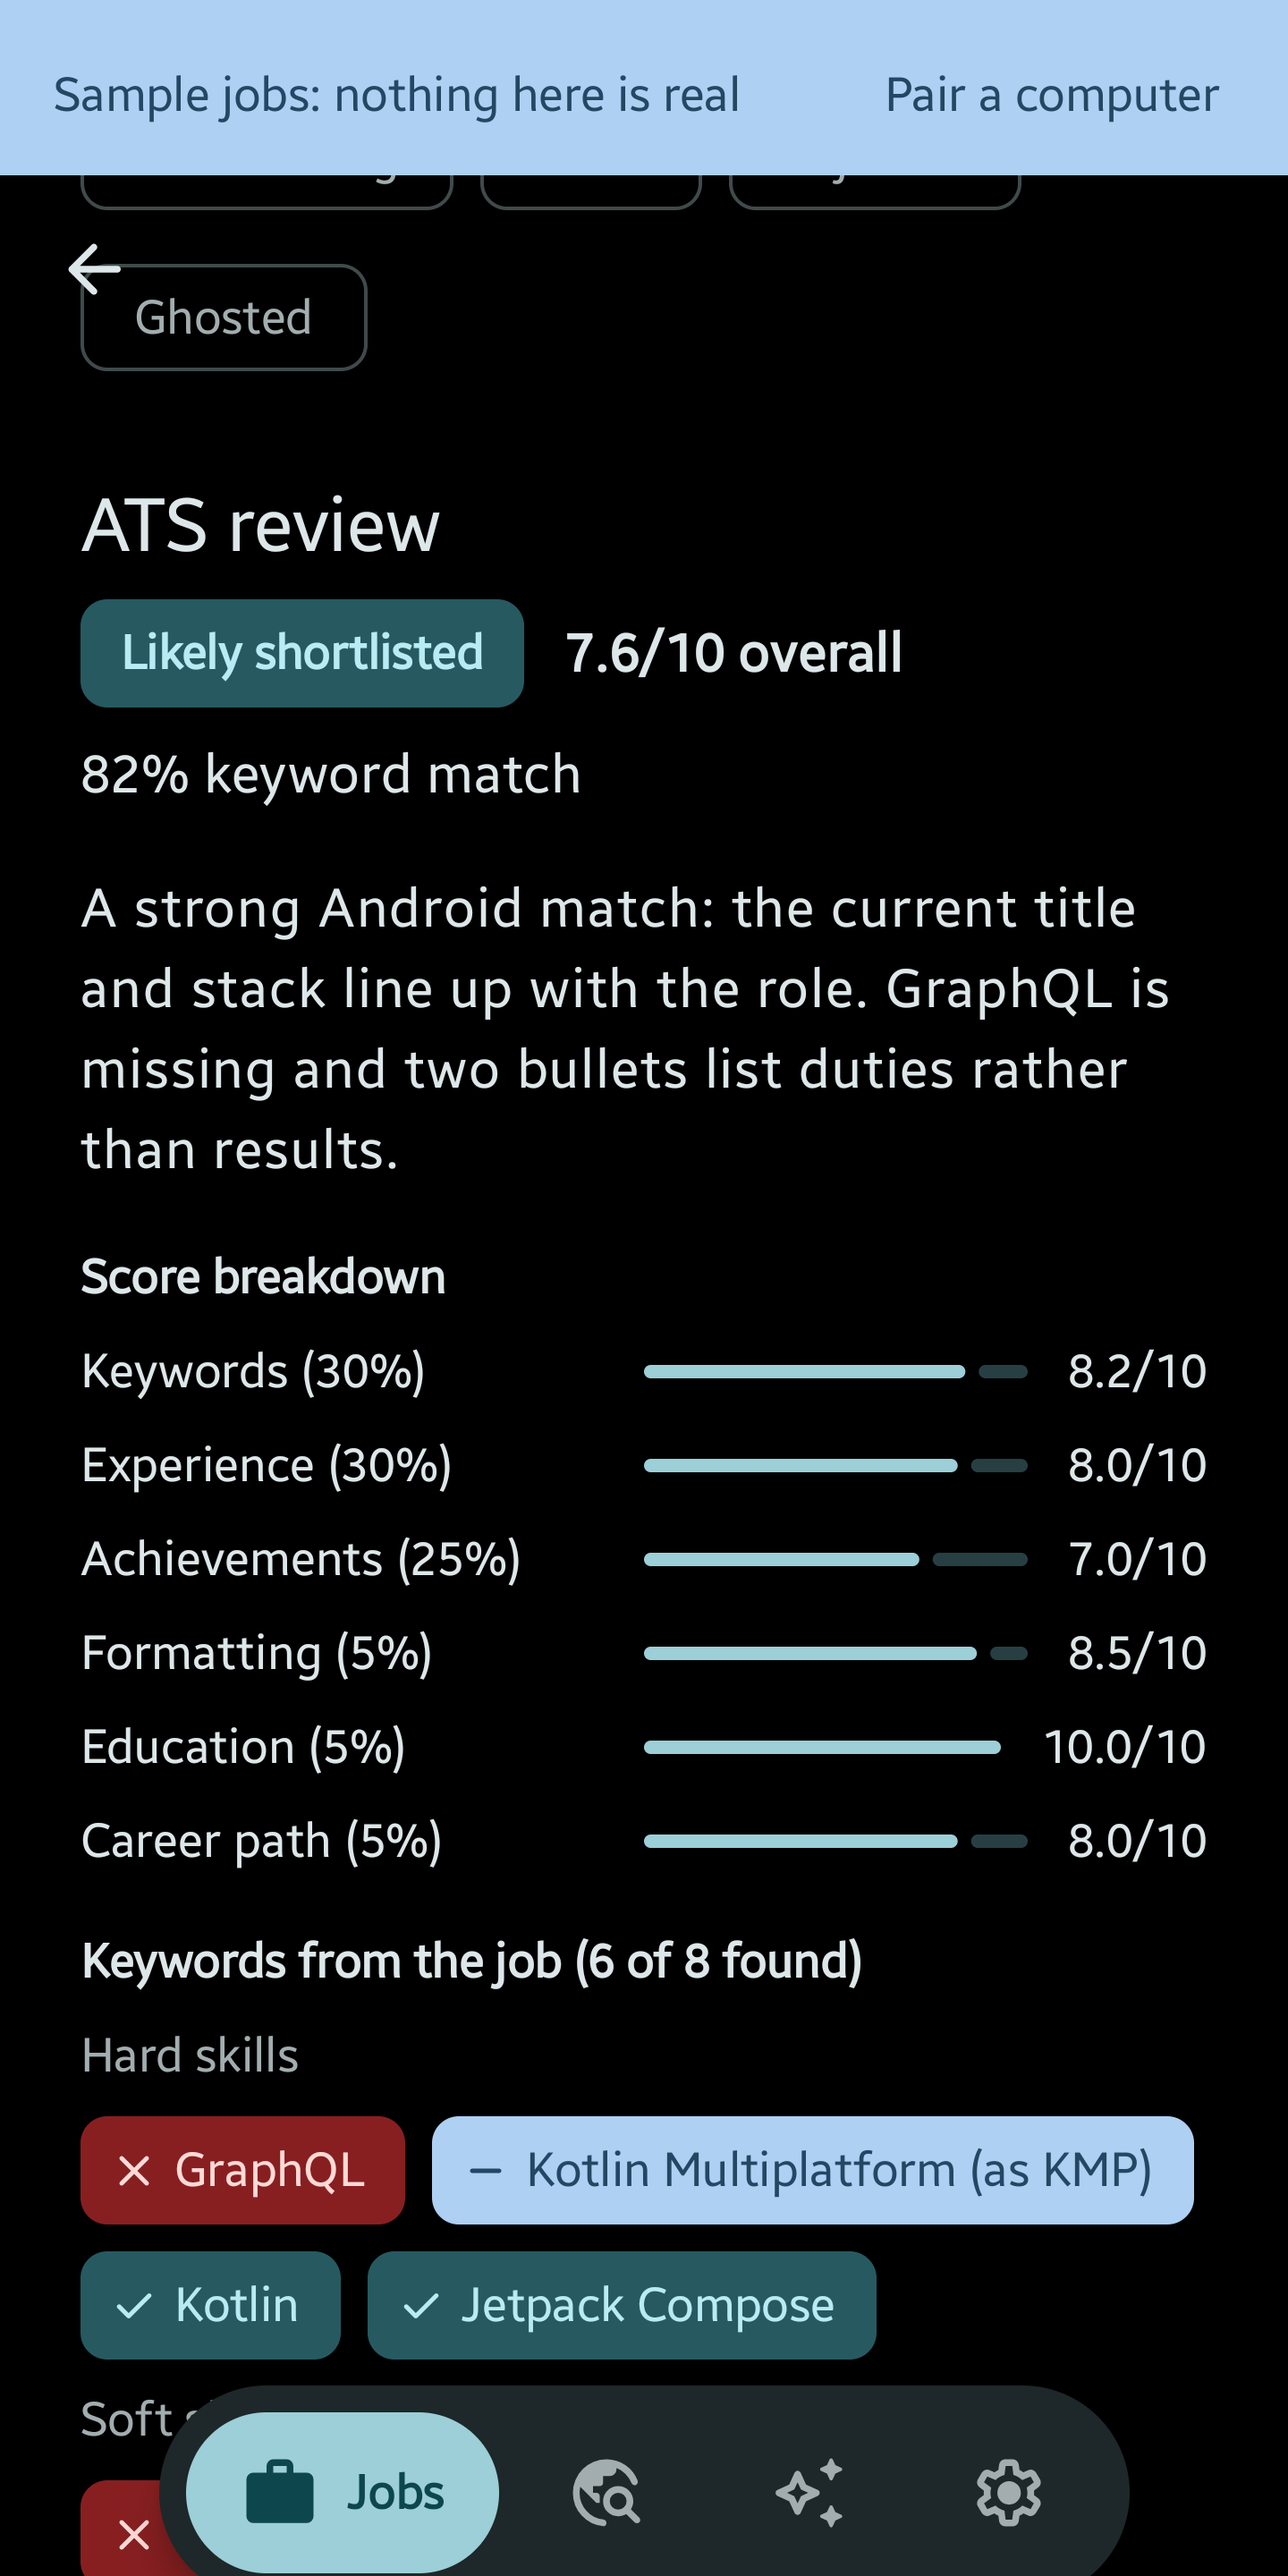 Sample jobs: nothing here is real
Pair a computer
Ghosted
ATS review
Likely shortlisted
7.6/10 overall
82% keyword match
A strong Android match: the current title
and stack line up with the role. GraphQL is
missing and two bullets list duties rather
than results.
Score breakdown
Keywords (30%) 8.2/10
Experience (30%) 8.0/10
Achievements (25%) 7.0/10
Formatting (5%) 8.5/10
Education (5%) 10.0/10
Career path (5%) 8.0/10
Keywords from the job (6 of 8 found)
Hard skills
GraphQL
Kotlin Multiplatform (as KMP)
Kotlin
Jetpack Compose
Soft
Jobs